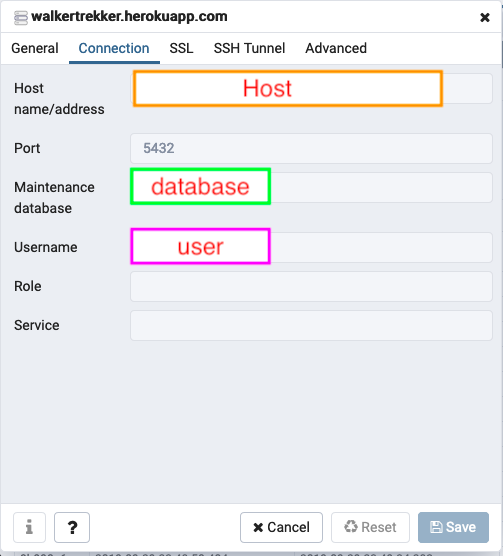 walkertrekker.herokuapp.com
General Connection SSL SSH Tunnel Advanced
Host name/address
Host
Port
5432
Maintenance database
database
Username
user
Role
Service
i ? Cancel Reset Save